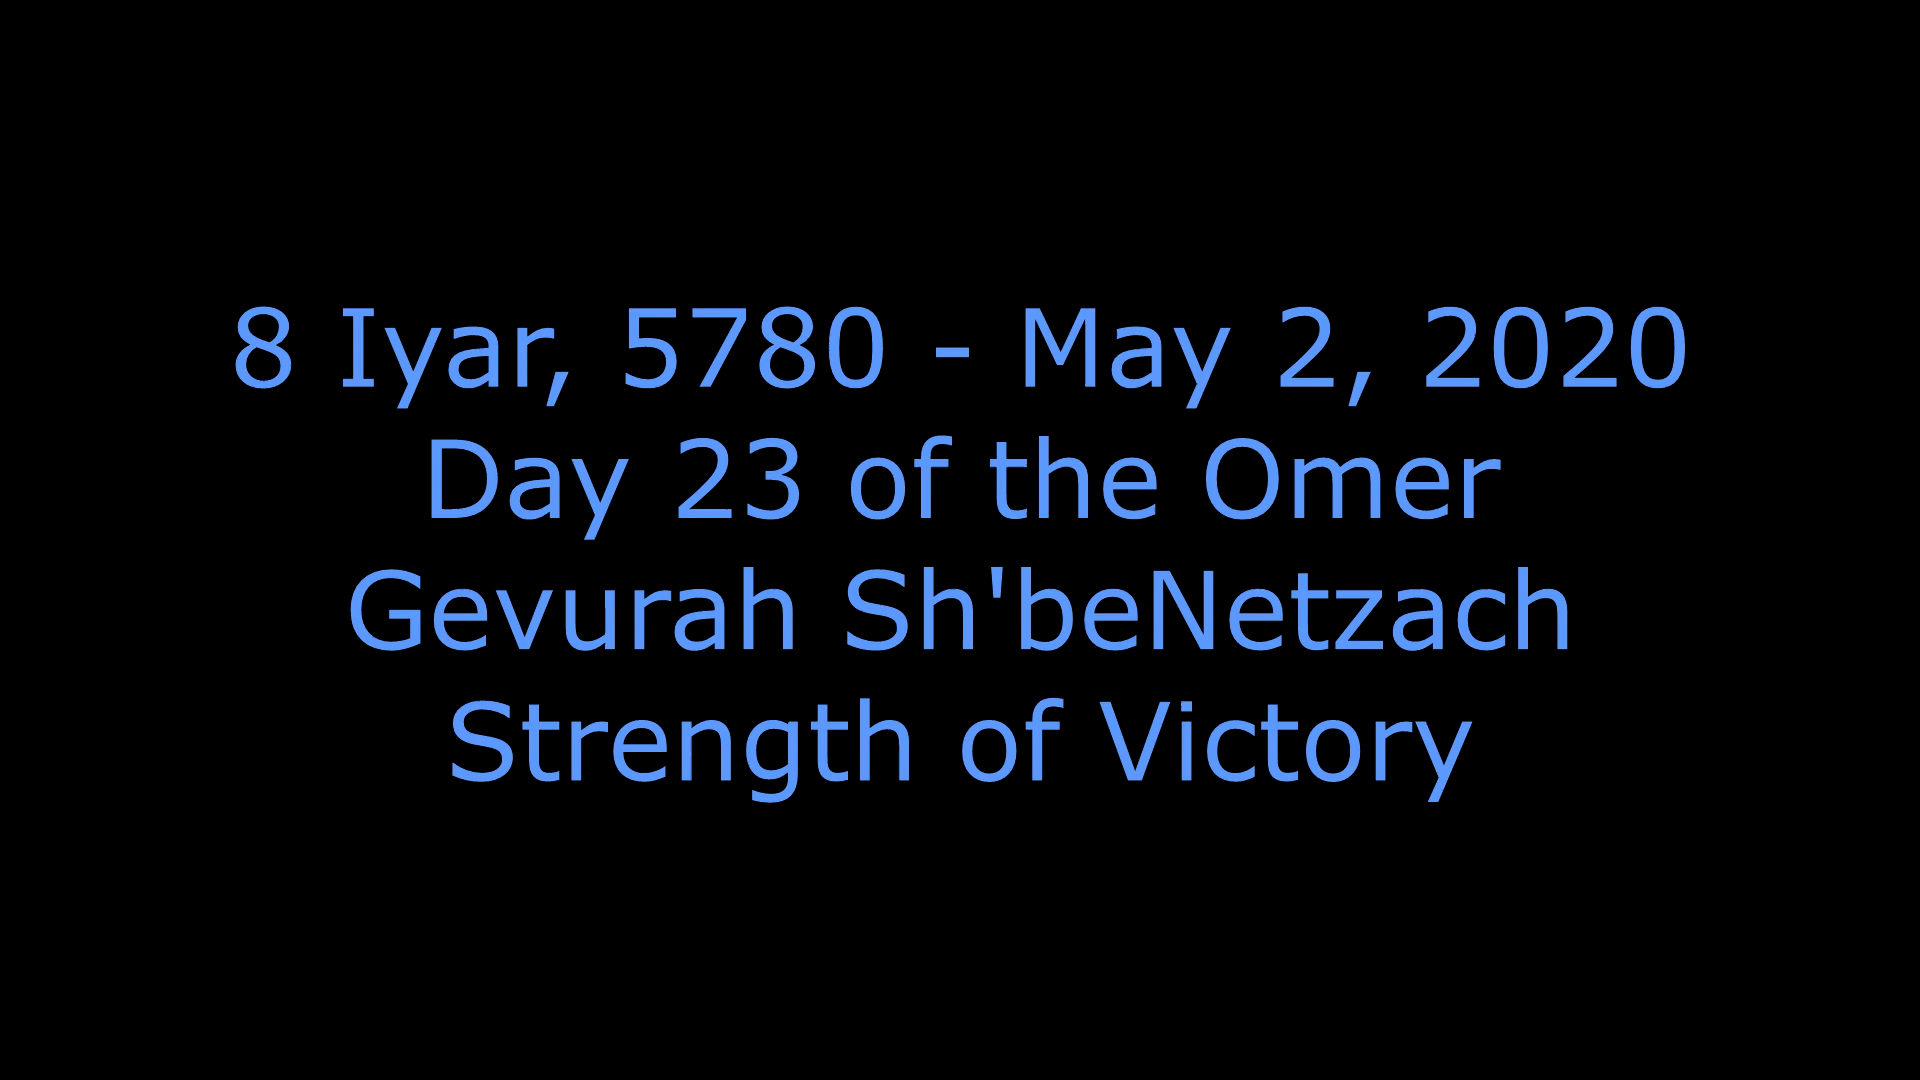 8 Iyar, 5780 - May 2, 2020
Day 23 of the Omer
Gevurah Sh'beNetzach
Strength of Victory